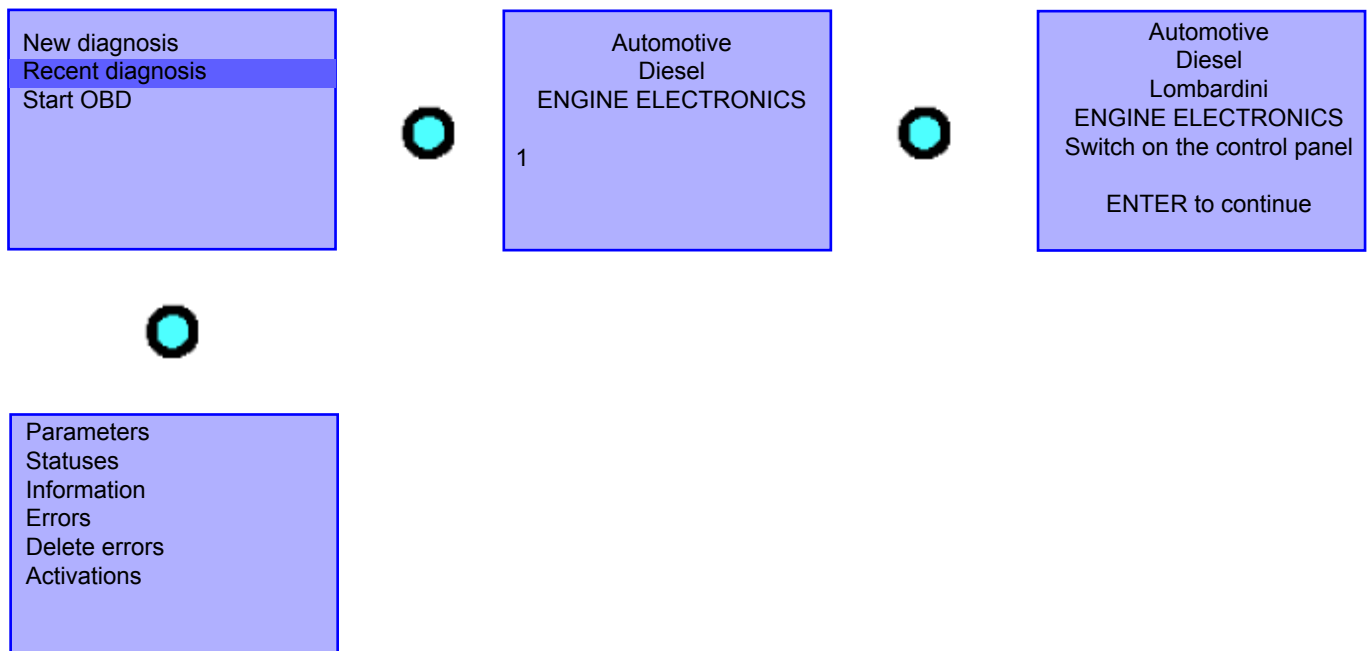 New diagnosis
Recent diagnosis
Start OBD
Automotive
Diesel
ENGINE ELECTRONICS
1
Automotive
Diesel
Lombardini
ENGINE ELECTRONICS
Switch on the control panel
ENTER to continue
Parameters
Statuses
Information
Errors
Delete errors
Activations